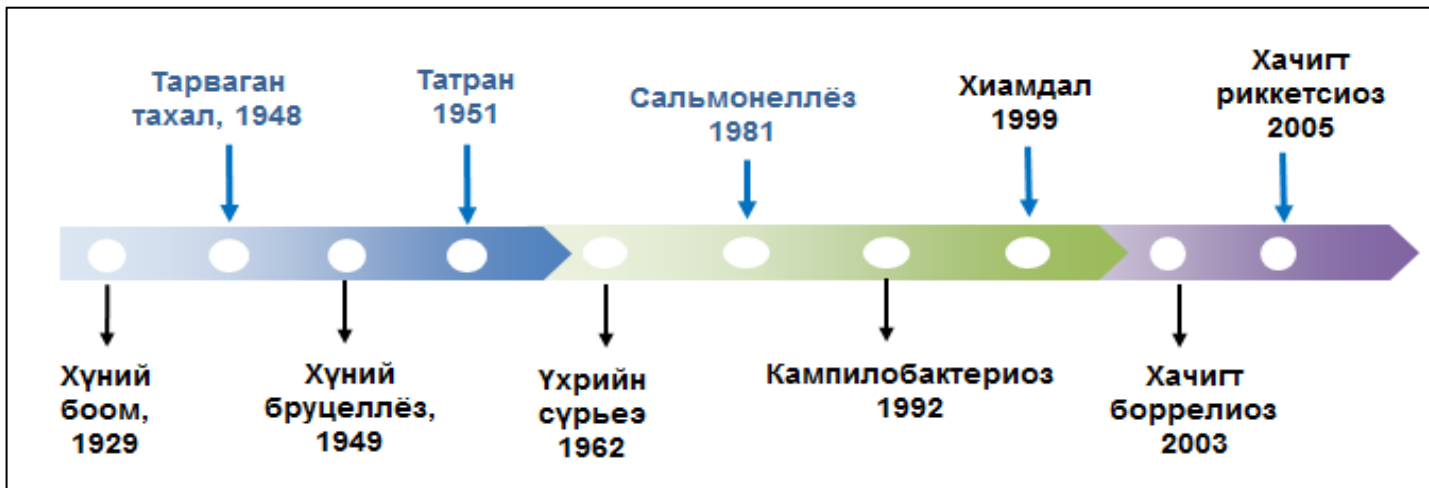 Тарваган
тахал, 1948
Татран
1951
Сальмонеллёз
1981
Хиамдал
1999
Хачигт
риккетсиоз
2005
Хүний
боом,
1929
Хүний
бруцеллёз,
1949
Үхрийн
сүрьеэ
1962
Кампилобактериоз
1992
Хачигт
боррелиоз
2003